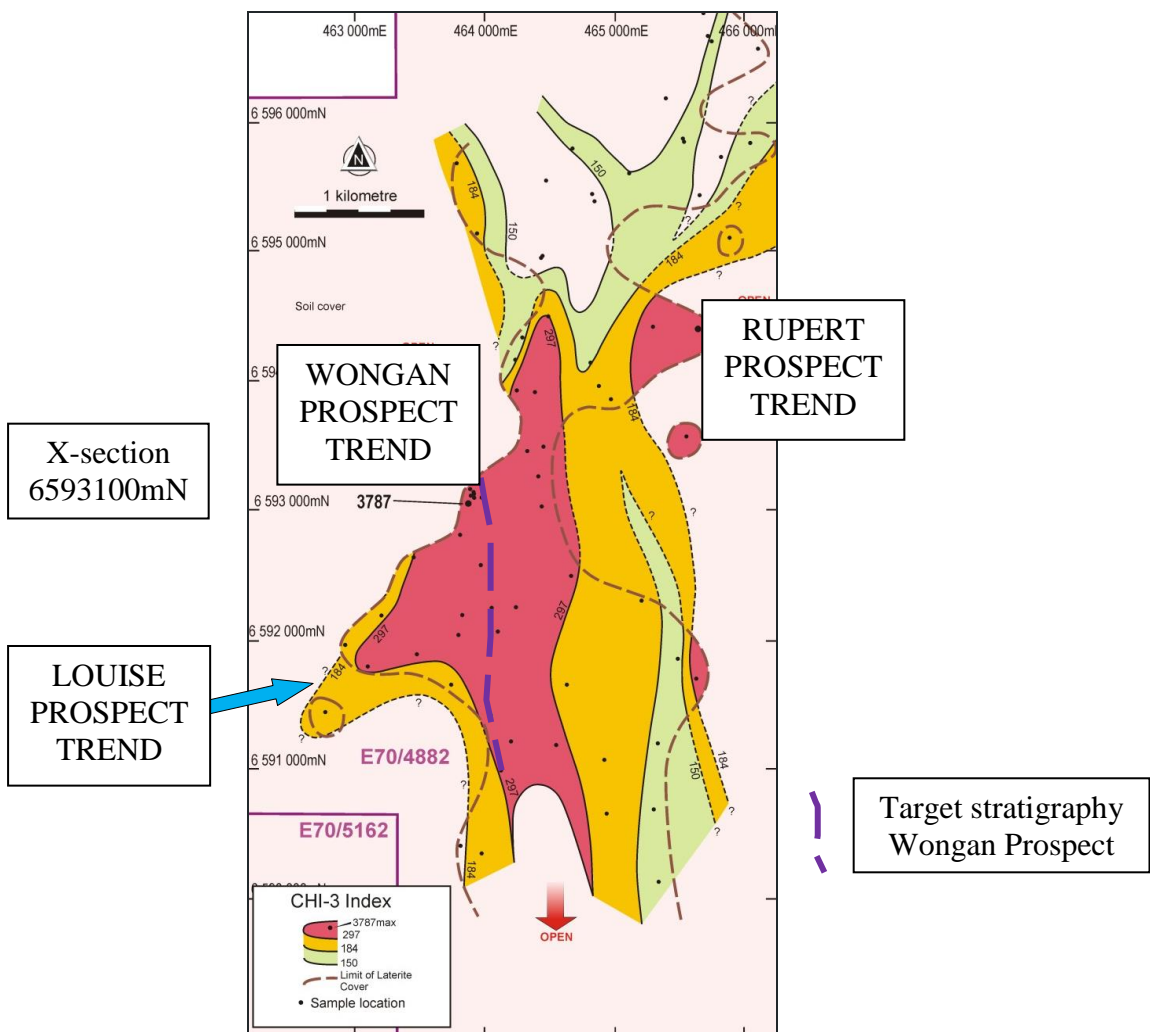 463 000mE
464 000mE
465 000mE
466 000m
6 596 000mN
N
1 kilometre
6 595 000mN
Soil cover
184
150
150
184
?
?
?
?
OPEN
297
WONGAN
PROSPECT
TREND
RUPERT
PROSPECT
TREND
X-section
6593100mN
184
?
?
?
?
6 593 000mN
3787
6 592 000mN
297
297
LOUISE
PROSPECT
TREND
184
?
?
?
?
6 591 000mN
E70/4882
297
184
150
?
?
E70/5162
184
Target stratigraphy
Wongan Prospect
CHI-3 Index
3787max
297
184
150
Limit of Laterite
Cover
Sample location
OPEN